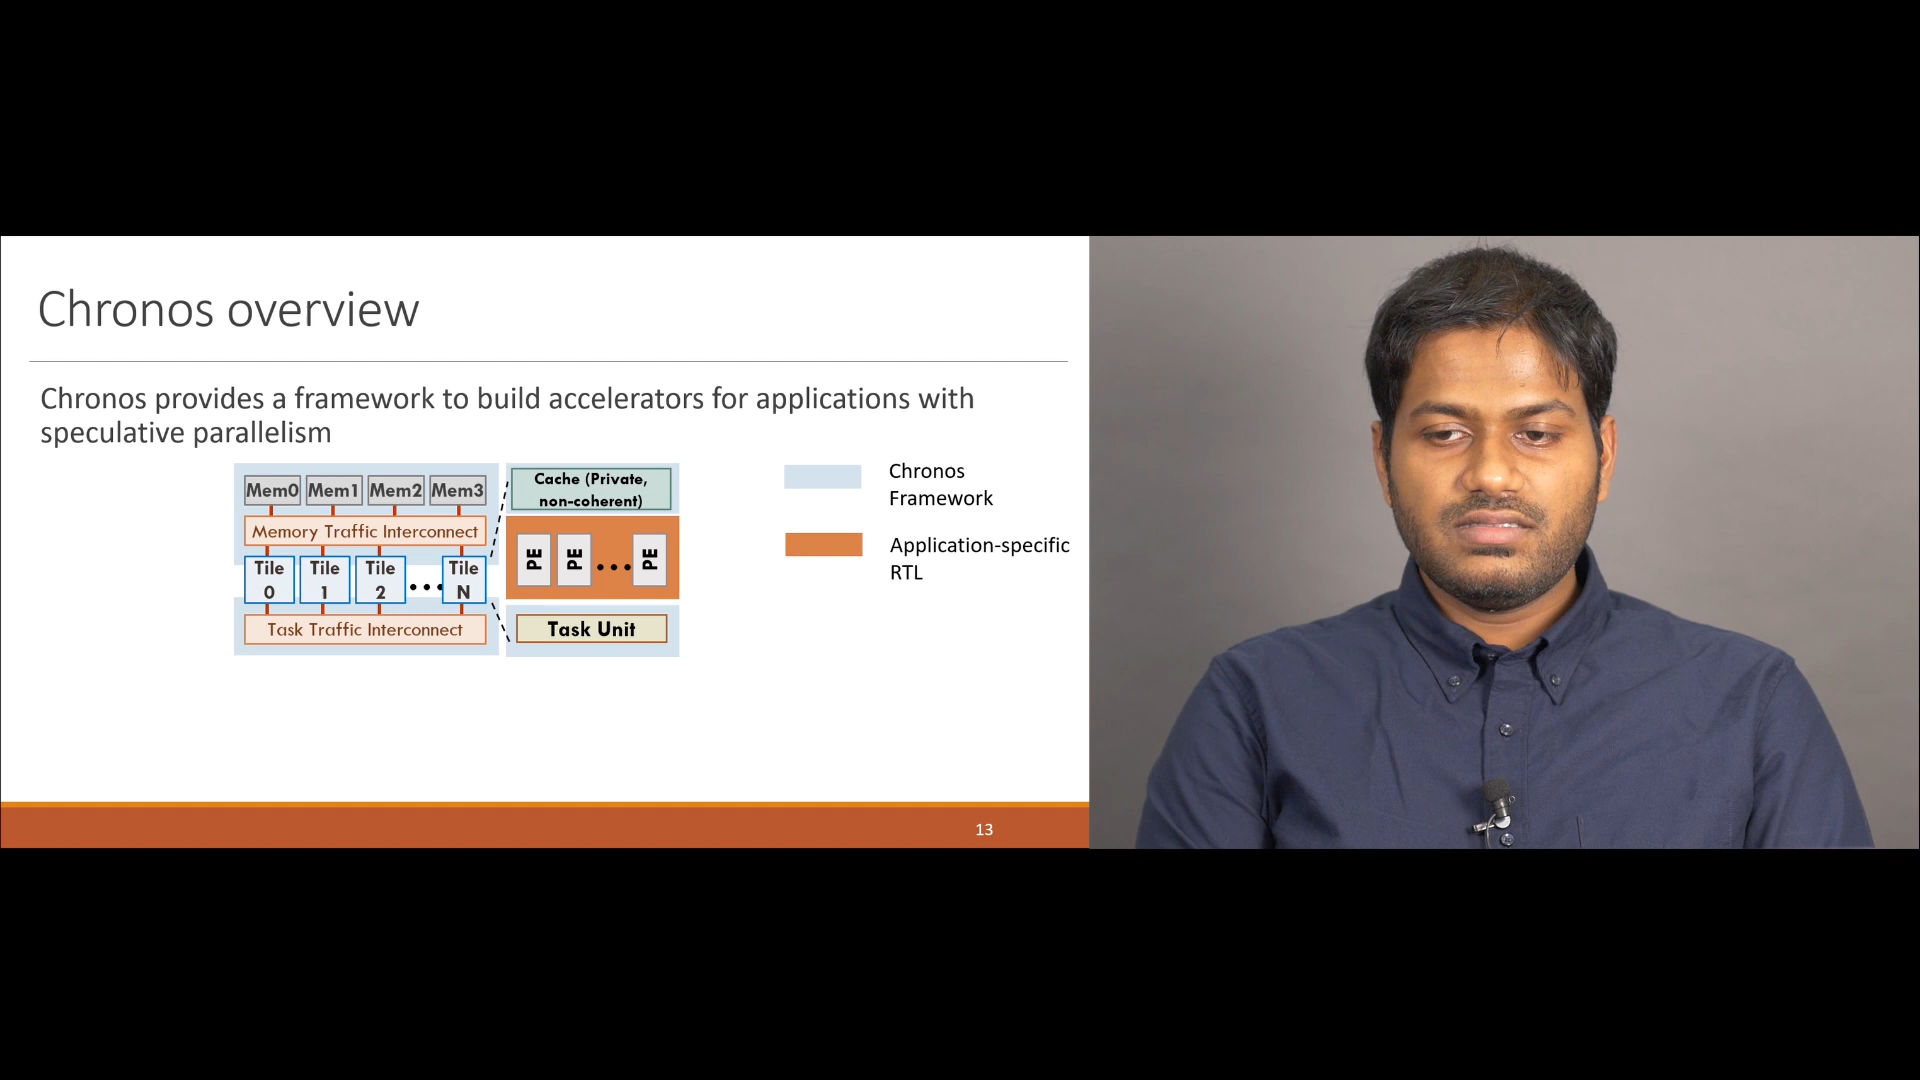 Chronos overview
Chronos provides a framework to build accelerators for applications with
speculative parallelism
Mem0 Mem1 Mem2 Mem3
Memory Traffic Interconnect
Tile 0
Tile 1
Tile 2
Tile N
Task Traffic Interconnect
Cache (Private,
non-coherent)
PE PE PE
Task Unit
Chronos
Framework
Application-specific
RTL
13